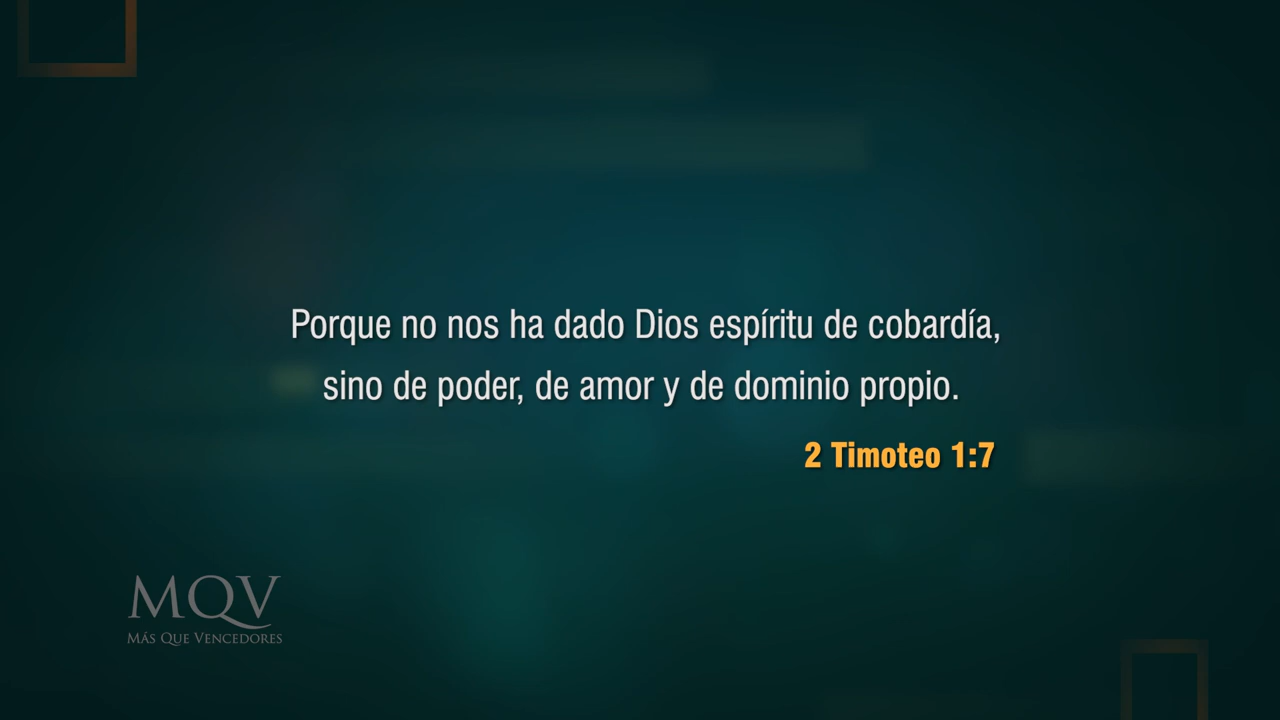 Porque no nos ha dado Dios espíritu de cobardía,
sino de poder, de amor y de dominio propio.
2 Timoteo 1:7
MQV
MÁS QUE VENCEDORES